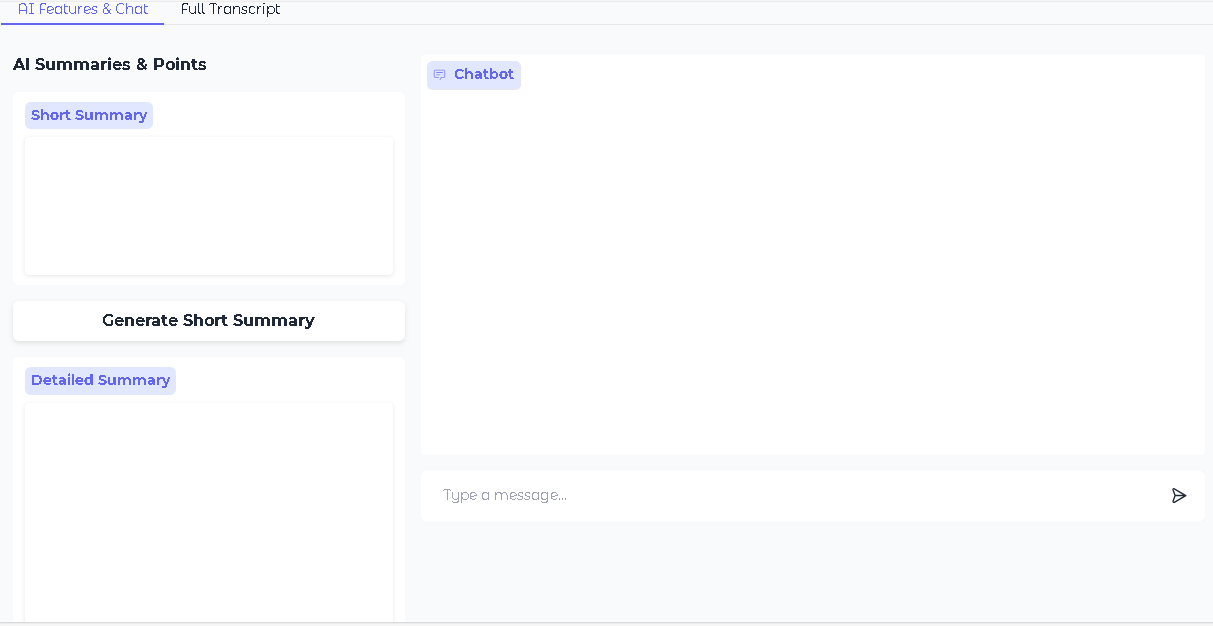 AI Features & Chat
Full Transcript
AI Summaries & Points
Short Summary
Generate Short Summary
Detailed Summary
Chatbot
Type a message...